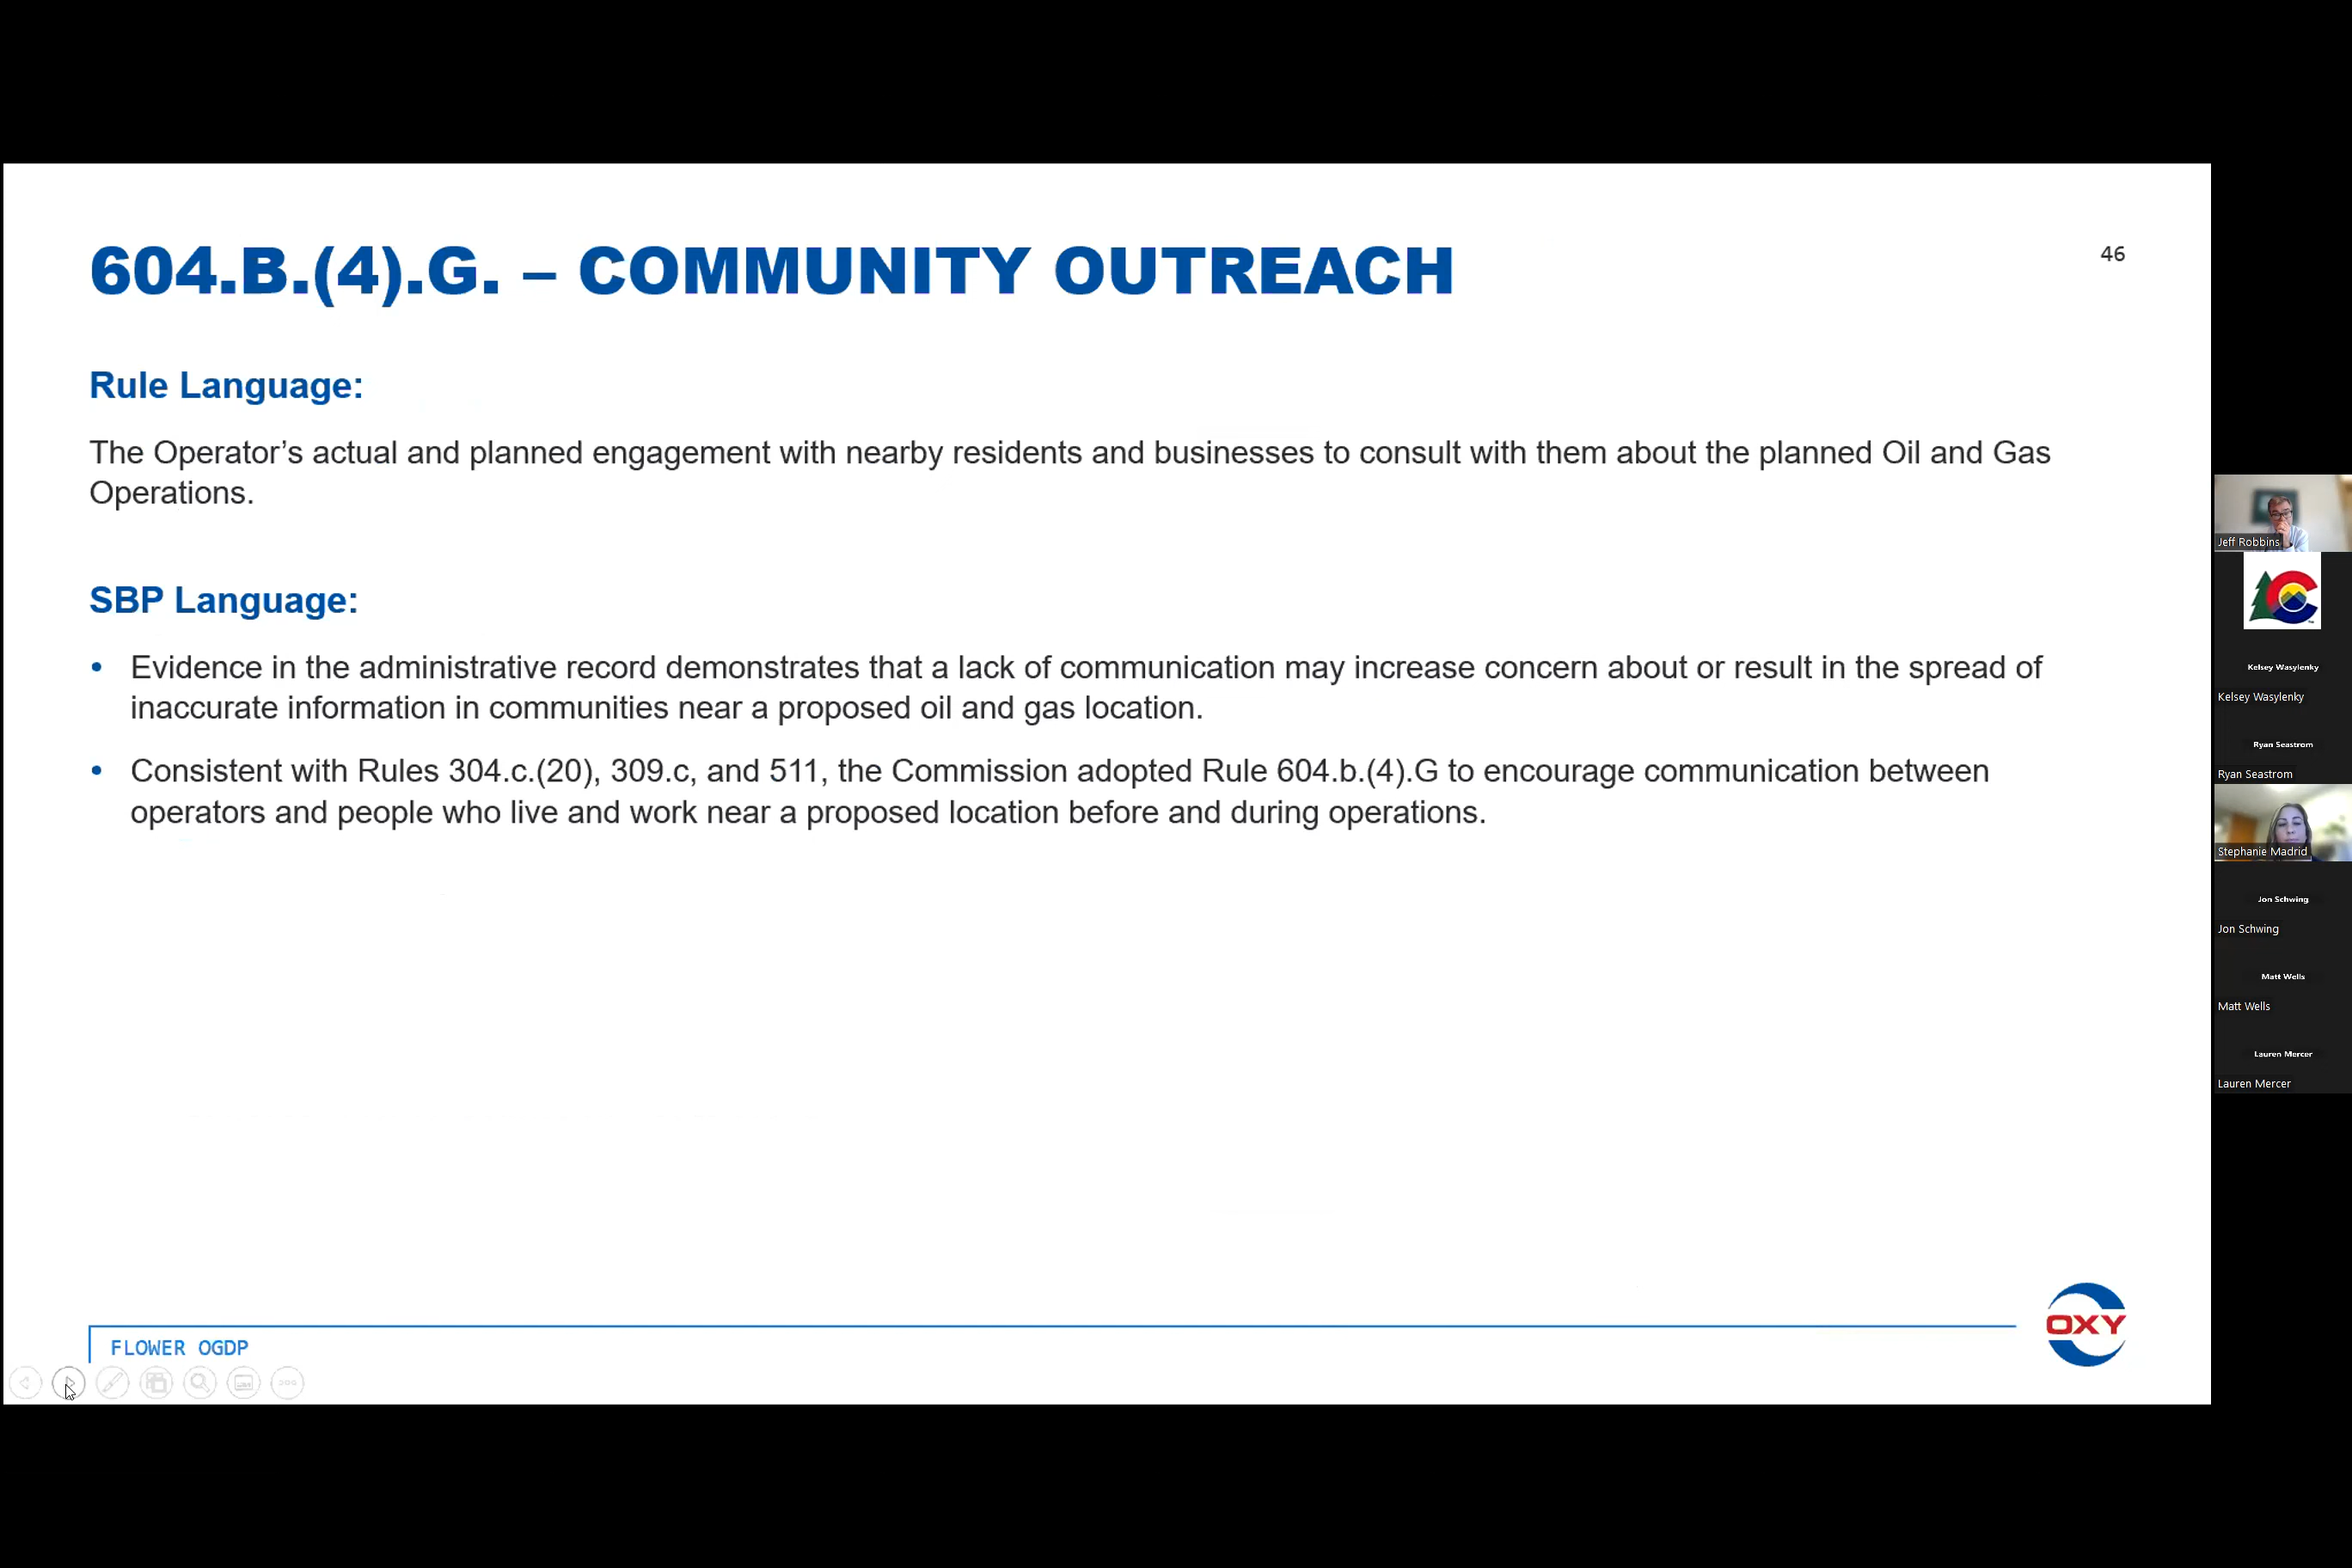 604.B.(4).G. – COMMUNITY OUTREACH
46
Rule Language:
The Operator’s actual and planned engagement with nearby residents and businesses to consult with them about the planned Oil and Gas
Operations.
SBP Language:
• Evidence in the administrative record demonstrates that a lack of communication may increase concern about or result in the spread of
inaccurate information in communities near a proposed oil and gas location.
• Consistent with Rules 304.c.(20), 309.c, and 511, the Commission adopted Rule 604.b.(4).G to encourage communication between
operators and people who live and work near a proposed location before and during operations.
FLOWER OGDP
OXY
Jeff Robbins
Kelsey Wasylenky
Kelsey Wasylenky
Ryan Seastrom
Ryan Seastrom
Stephanie Madrid
Jon Schwing
Jon Schwing
Matt Wells
Matt Wells
Lauren Mercer
Lauren Mercer